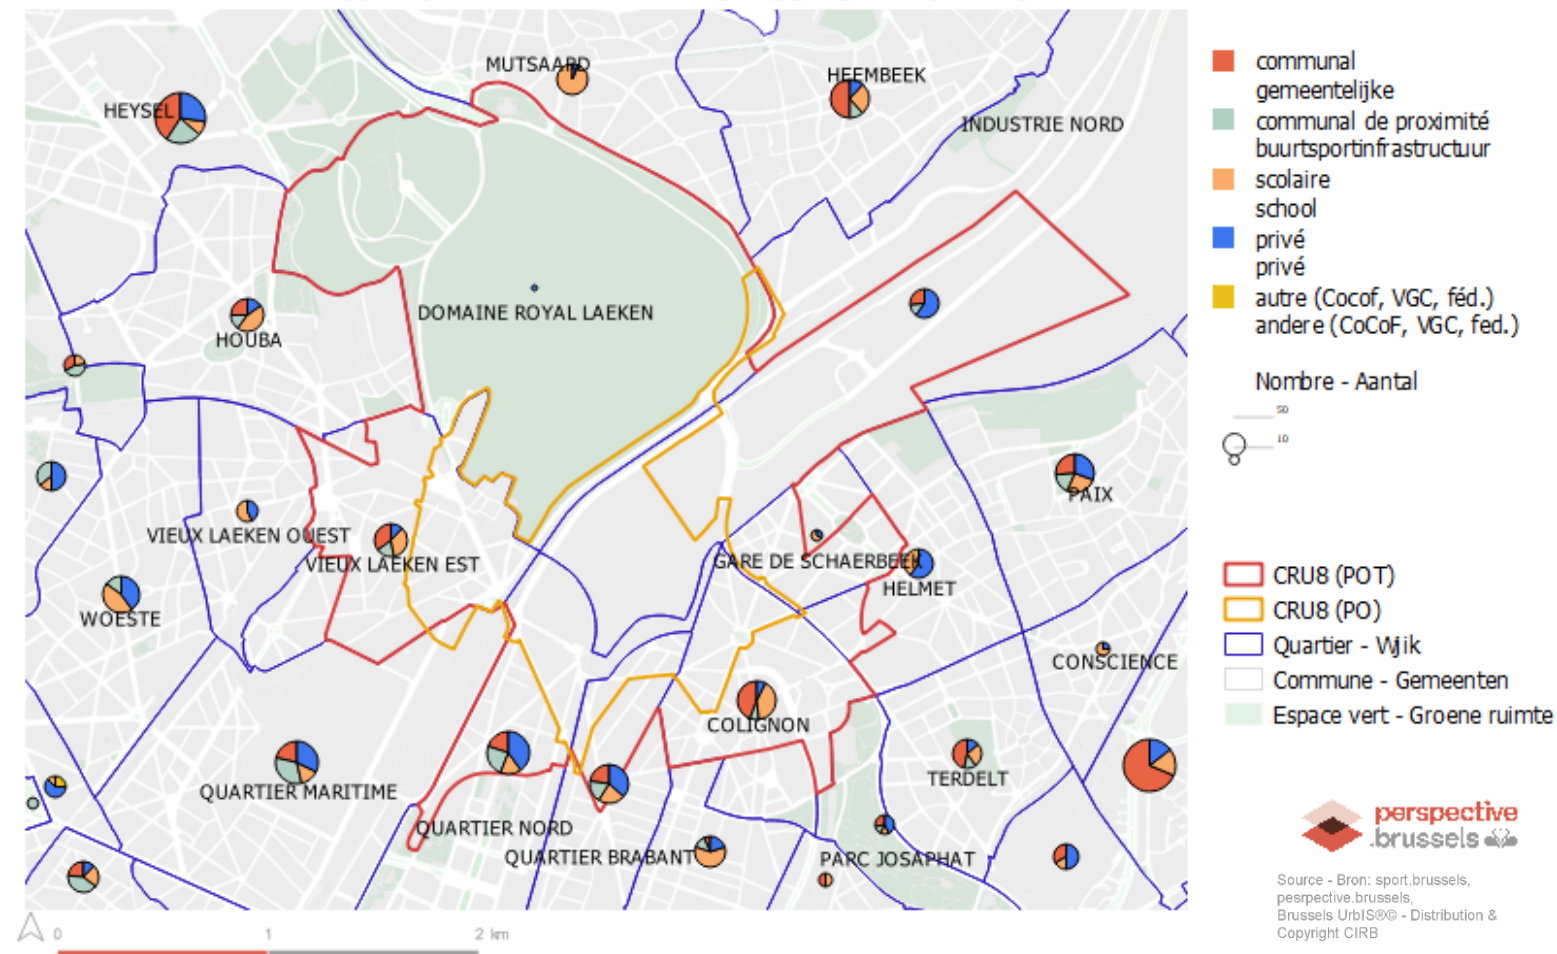 MUTSAARD
HEEMBEEK
HEYSEL
INDUSTRIE NORD
DOMAINE ROYAL LAEKEN
HOUBA
PAIX
VIEUX LAEKEN OUEST
VIEUX LAEKEN EST
GARE DE SCHAERBEEK
HELMET
WOESTE
CONSCIENCE
COLIGNON
TERDELT
QUARTIER MARITIME
QUARTIER NORD
QUARTIER BRABANT
PARC JOSAPHAT
0 1 2 km
communal
gemeentelijke
communal de proximité
buurtsportinfrastructuur
scolaire
school
privé
privé
autre (Cocof, VGC, féd.)
andere (CoCoF, VGC, fed.)
Nombre - Aantal
50
10
CRU8 (POT)
CRU8 (PO)
Quartier - Wjik
Commune - Gemeenten
Espace vert - Groene ruimte
perspective
.brussels
Source - Bron: sport.brussels,
pesrpective.brussels,
Brussels UrbIS®© - Distribution &
Copyright CIRB